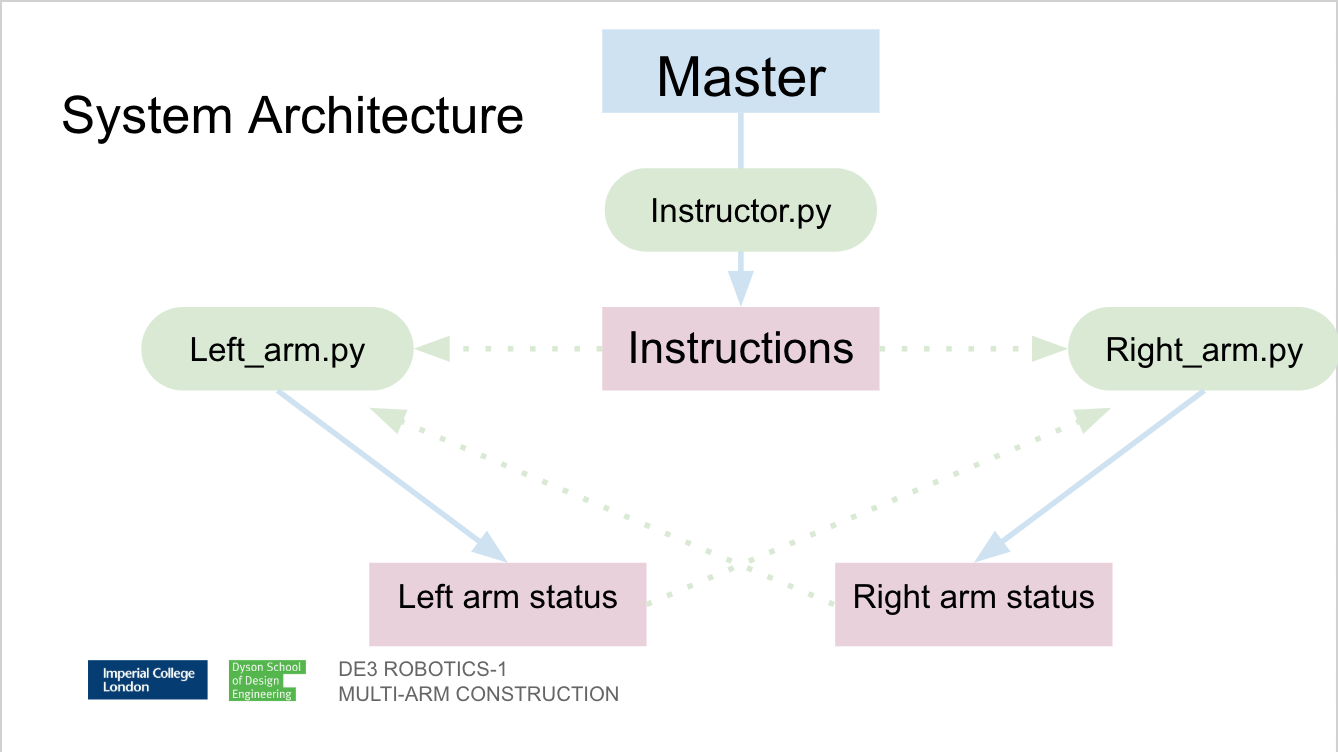 System Architecture
Master
Instructor.py
Left_arm.py
Instructions
Right_arm.py
Left arm status
Right arm status
Imperial College
London
Dyson School
of Design
Engineering
DE3 ROBOTICS-1
MULTI-ARM CONSTRUCTION